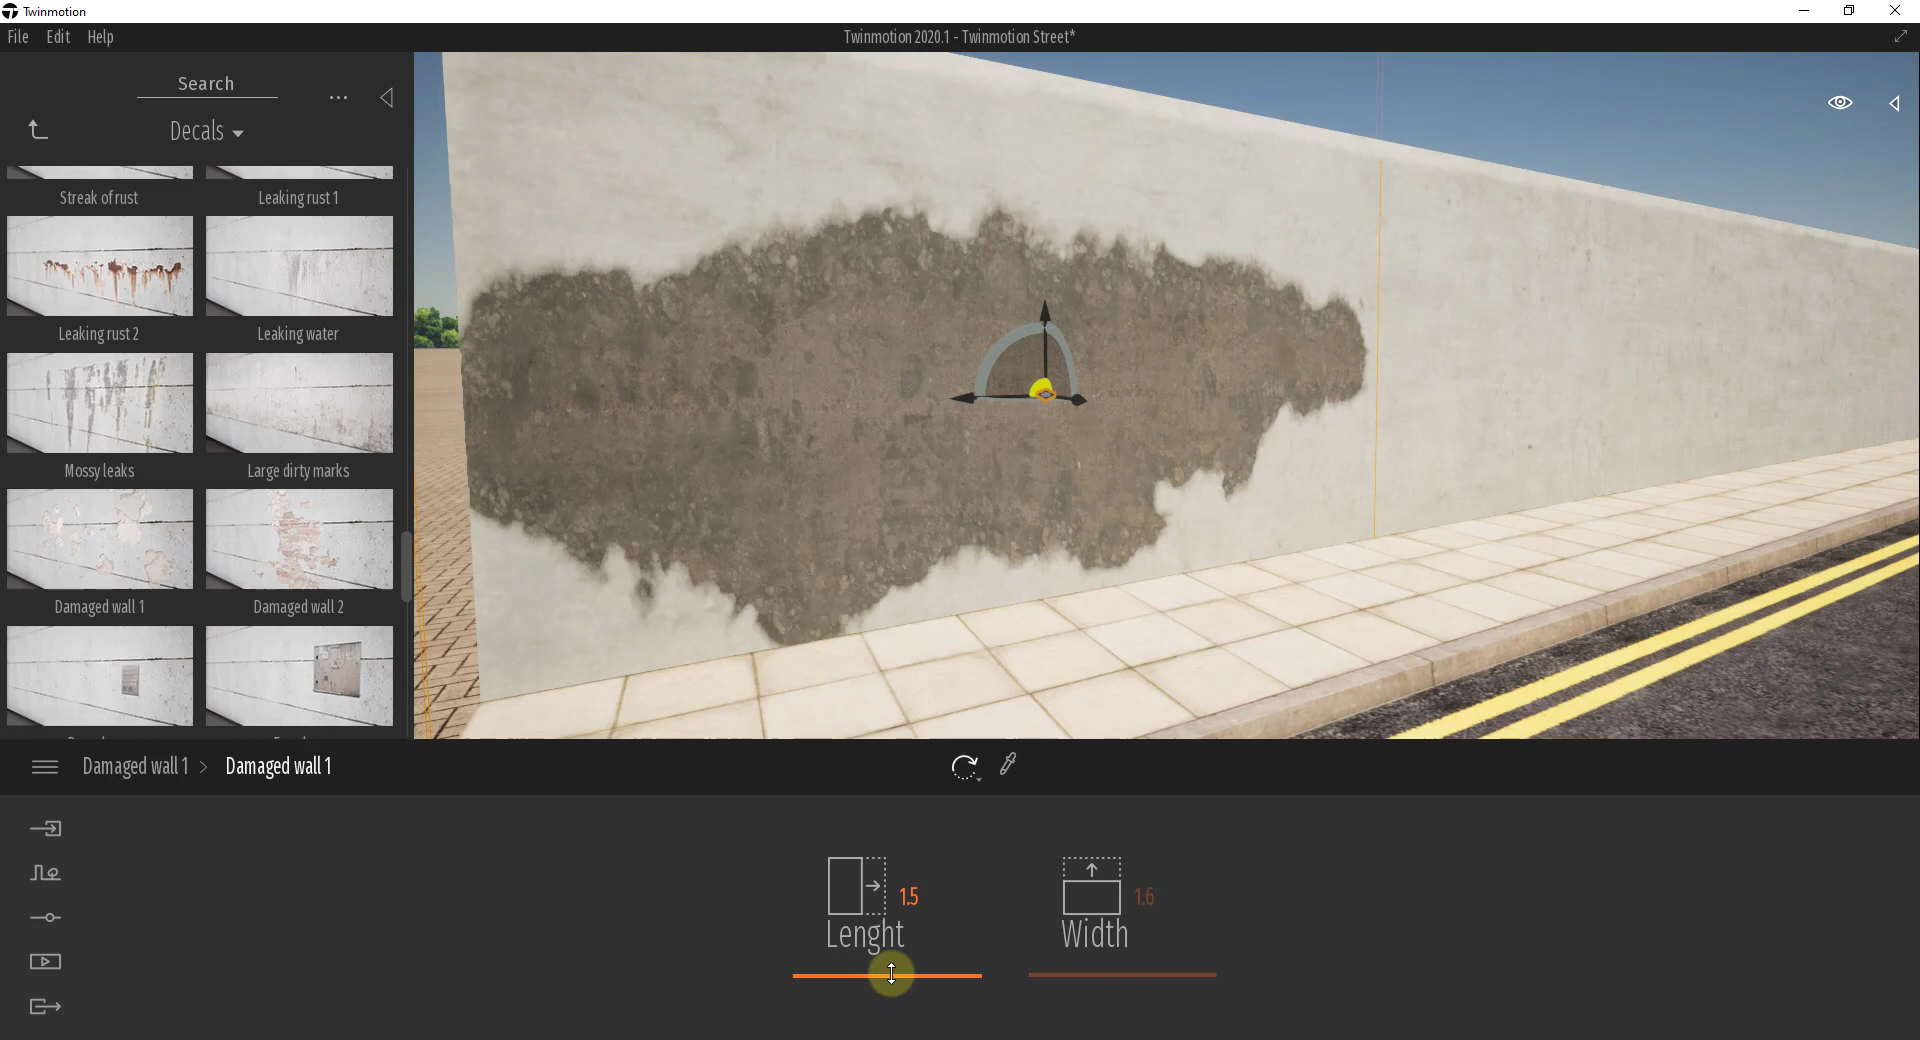 Twinmotion
File Edit Help
Twinmotion 2020.1 - Twinmotion Street*
Search
Decals
Streak of rust
Leaking rust 1
Leaking rust 2
Leaking water
Mossy leaks
Large dirty marks
Damaged wall 1
Damaged wall 2
Damaged wall 1 > Damaged wall 1
1.5
Lenght
1.6
Width